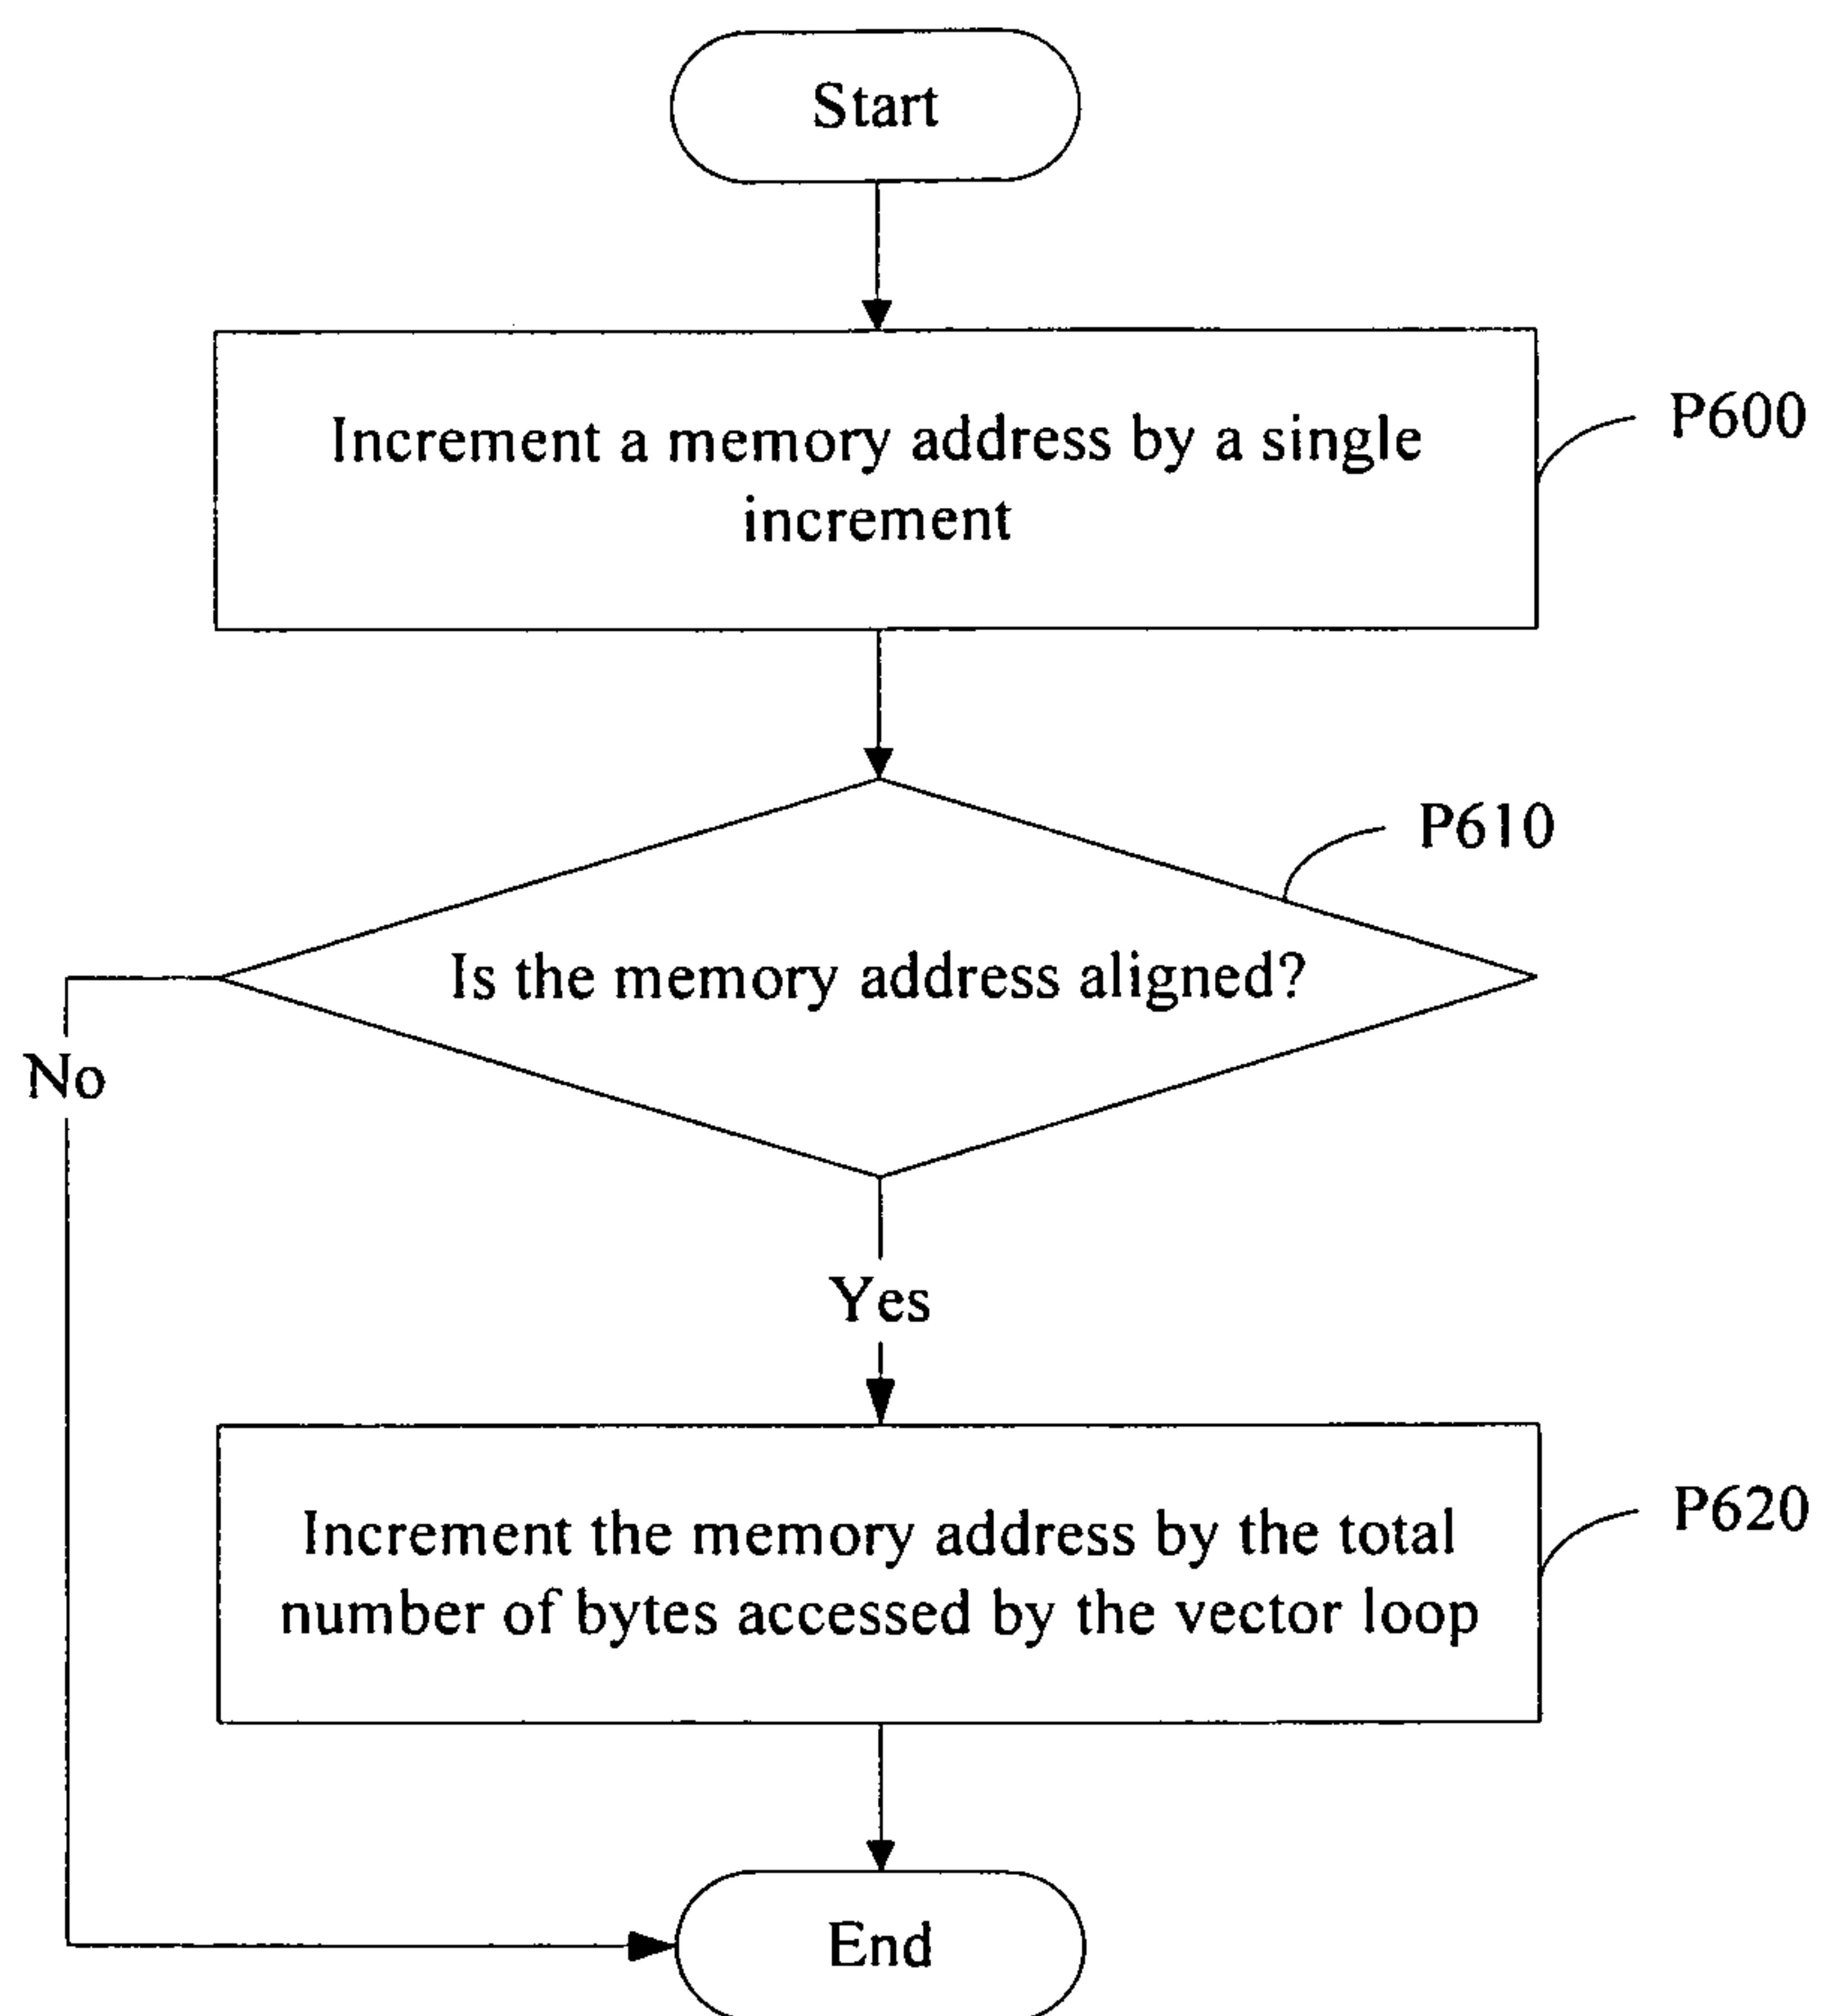 Start
Increment a memory address by a single
increment
P600
P610
Is the memory address aligned?
No
Yes
Increment the memory address by the total
number of bytes accessed by the vector loop
P620
End